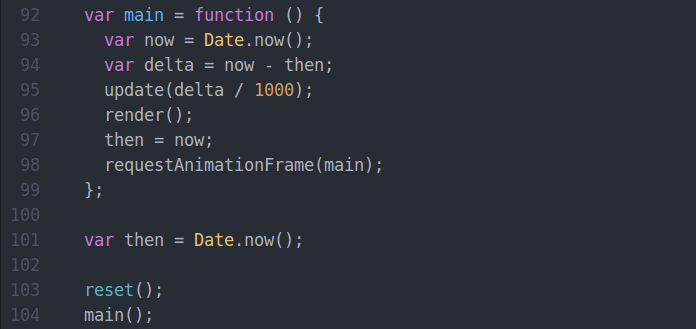 92 var main = function () {
93 var now = Date.now();
94 var delta = now - then;
95 update(delta / 1000);
96 render();
97 then = now;
98 requestAnimationFrame(main);
99 };
100
101 var then = Date.now();
102
103 reset();
104 main();